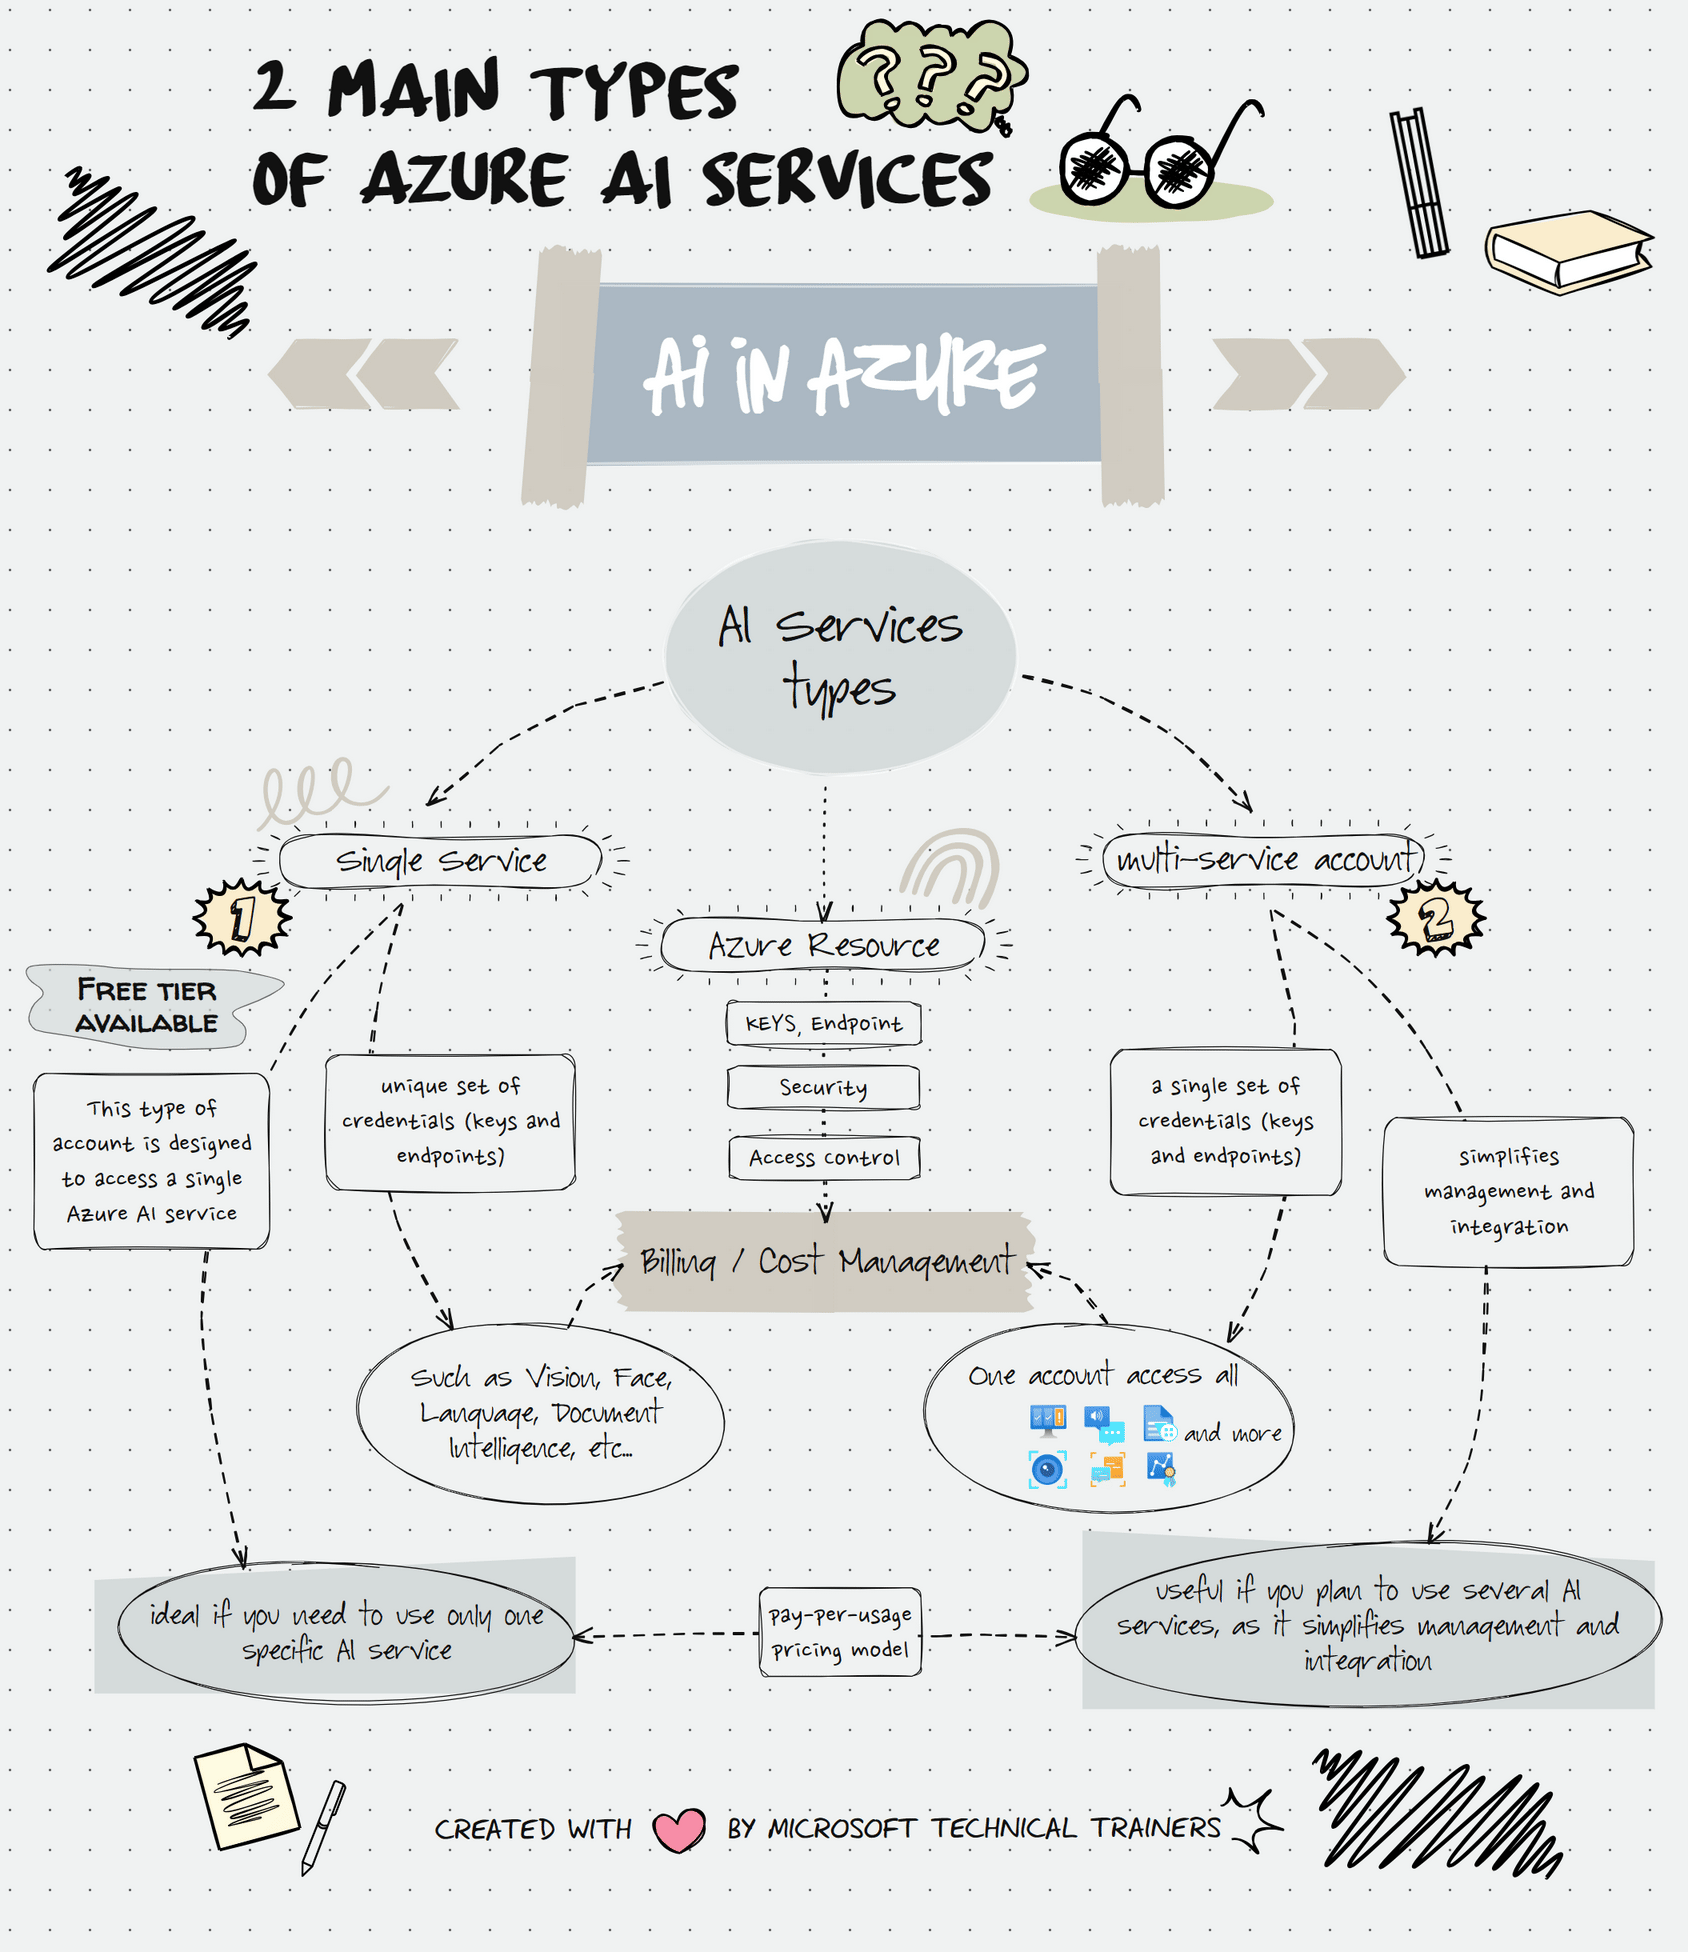 2 MAIN TYPES
OF AZURE AI SERVICES
???
AI IN AZURE
AI Services
types
Single Service
multi-service account
1
2
Azure Resource
FREE TIER
AVAILABLE
KEYS, Endpoint
Security
Access control
This type of
account is designed
to access a single
Azure AI service
unique set of
credentials (keys and
endpoints)
a single set of
credentials (keys
and endpoints)
simplifies
management and
integration
Billing / Cost Management
Such as Vision, Face,
Language, Document
Intelligence, etc...
One account access all
and more
ideal if you need to use only one
specific AI service
pay-per-usage
pricing model
useful if you plan to use several AI
services, as it simplifies management and
integration
CREATED WITH BY MICROSOFT TECHNICAL TRAINERS